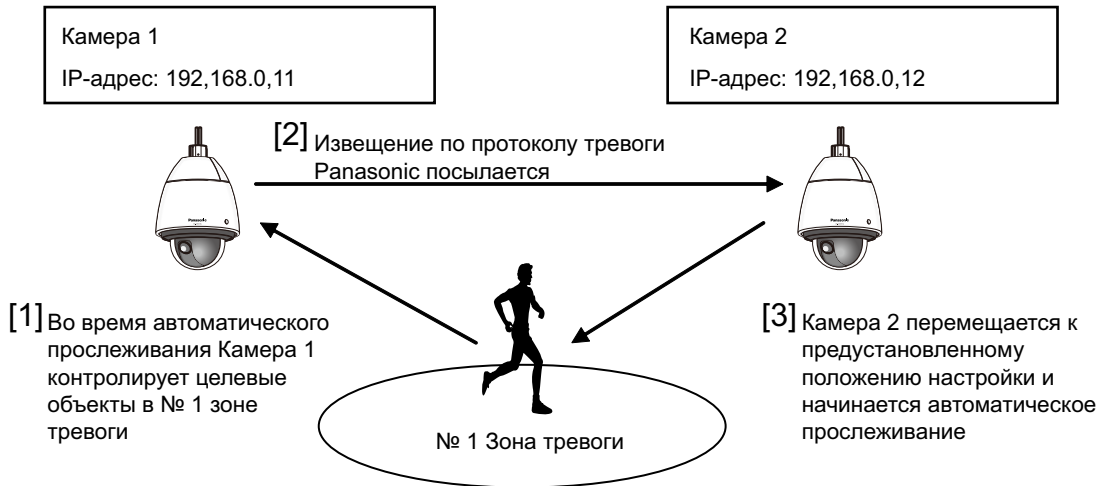 Камера 1
IP-адрес: 192,168.0,11
Камера 2
IP-адрес: 192,168.0,12
[2] Извещение по протоколу тревоги
Panasonic посылается
Panasonic
Panasonic
[1] Во время автоматического
прослеживания Камера 1
контролирует целевые
объекты в № 1 зоне
тревоги
[3] Камера 2 перемещается к
предустановленному
положению настройки и
начинается автоматическое
прослеживание
№ 1 Зона тревоги